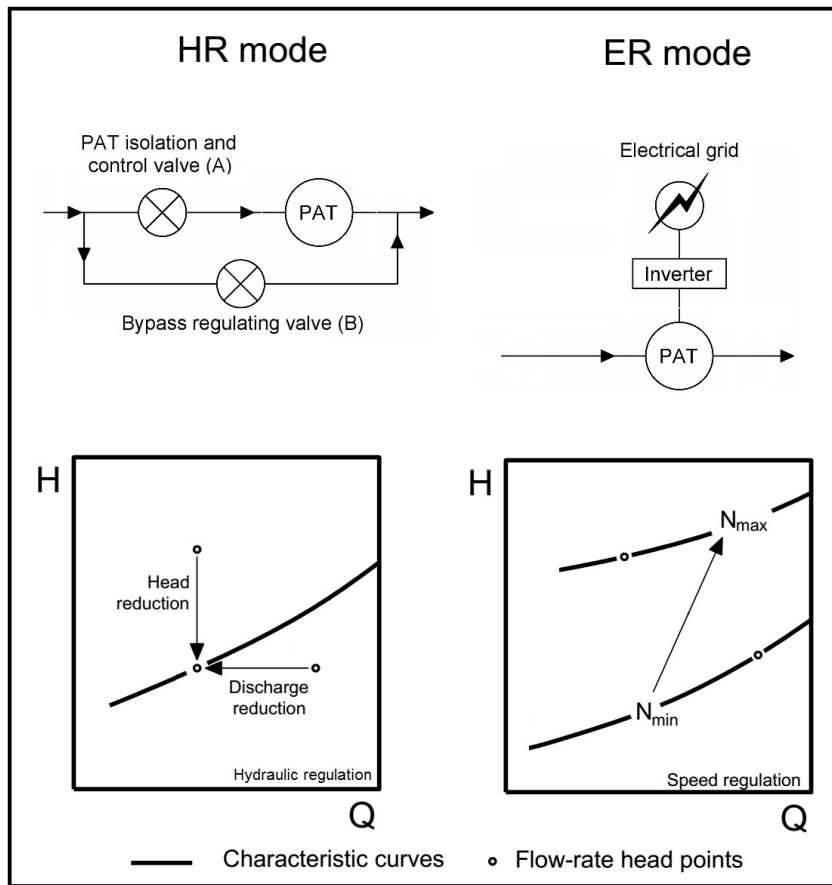 HR mode
PAT isolation and
control valve (A)
PAT
Bypass regulating valve (B)
ER mode
Electrical grid
Inverter
PAT
H
Head
reduction
Discharge
reduction
Hydraulic regulation
Q
H
Nmax
Nmin
Speed regulation
Q
Characteristic curves
Flow-rate head points